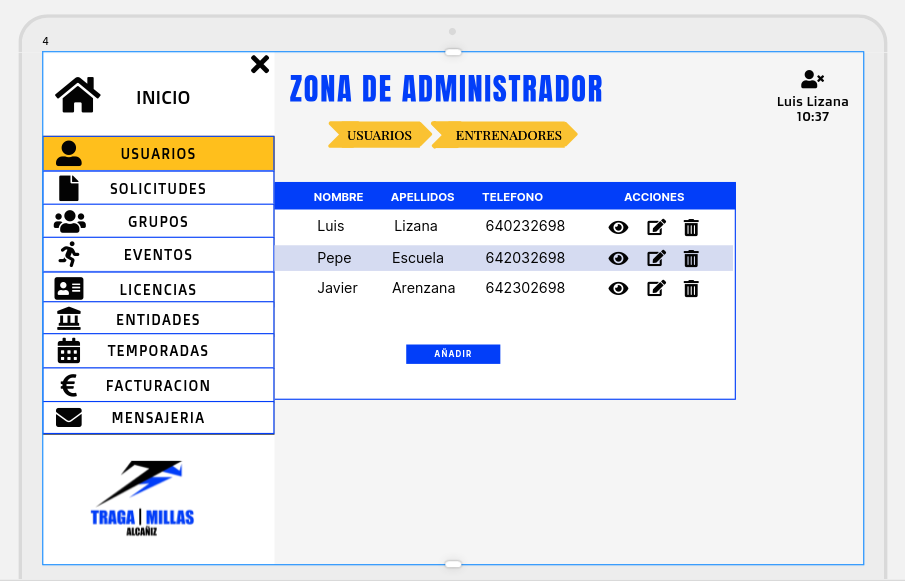 4
INICIO
USUARIOS
SOLICITUDES
GRUPOS
EVENTOS
LICENCIAS
ENTIDADES
TEMPORADAS
FACTURACION
MENSAJERIA
TRAGA | MILLAS
ALCAÑIZ
ZONA DE ADMINISTRADOR
Luis Lizana
10:37
USUARIOS ENTRENADORES
NOMBRE APELLIDOS TELEFONO ACCIONES
Luis Lizana 640232698
Pepe Escuela 642032698
Javier Arenzana 642302698
AÑADIR